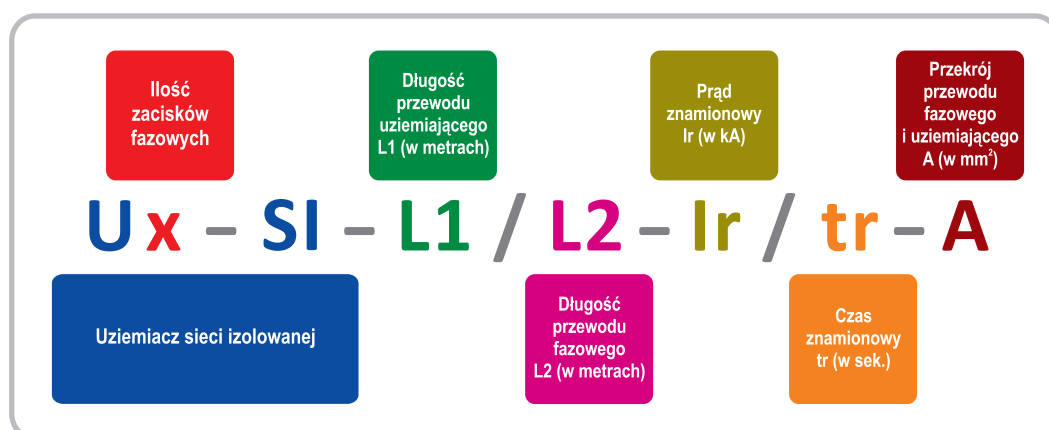 Ilość
zacisków
fazowych
Długość
przewodu
uziemiającego
L1 (w metrach)
Prąd
znamionowy
Ir (w kA)
Przekrój
przewodu
fazowego
i uziemiającego
A (w mm²)
Ux – SI – L1 / L2 – Ir / tr – A
Uziemiacz sieci izolowanej
Długość
przewodu
fazowego
L2 (w metrach)
Czas
znamionowy
tr (w sek.)